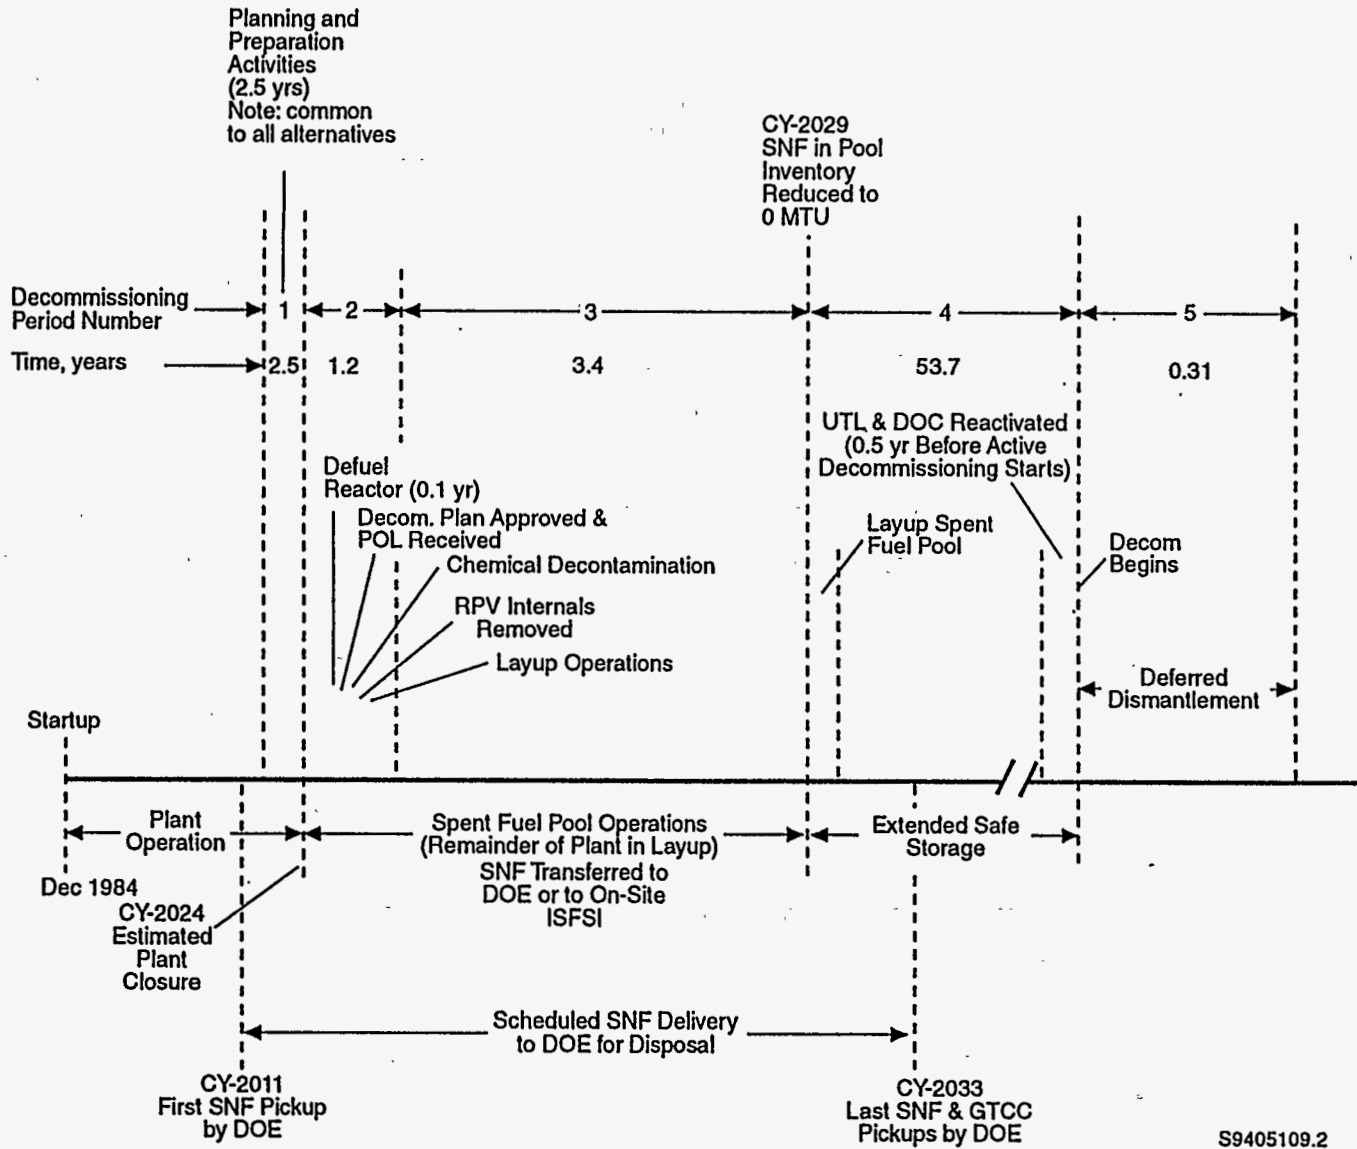 Planning and
Preparation
Activities
(2.5 yrs)
Note: common
to all alternatives
CY-2029
SNF in Pool
Inventory
Reduced to
0 MTU
Decommissioning
Period Number
1
2
3
4
5
Time, years
2.5
1.2
3.4
53.7
0.31
UTL & DOC Reactivated
(0.5 yr Before Active
Decommissioning Starts)
Defuel
Reactor (0.1 yr)
Decom. Plan Approved &
POL Received
Chemical Decontamination
RPV Internals
Removed
Layup Operations
Layup Spent
Fuel Pool
Decom
Begins
Deferred
Dismantlement
Startup
Plant
Operation
Spent Fuel Pool Operations
(Remainder of Plant in Layup)
SNF Transferred to
DOE or to On-Site
ISFSI
Extended Safe
Storage
Dec 1984
CY-2024
Estimated
Plant
Closure
Scheduled SNF Delivery
to DOE for Disposal
CY-2011
First SNF Pickup
by DOE
CY-2033
Last SNF & GTCC
Pickups by DOE
S9405109.2